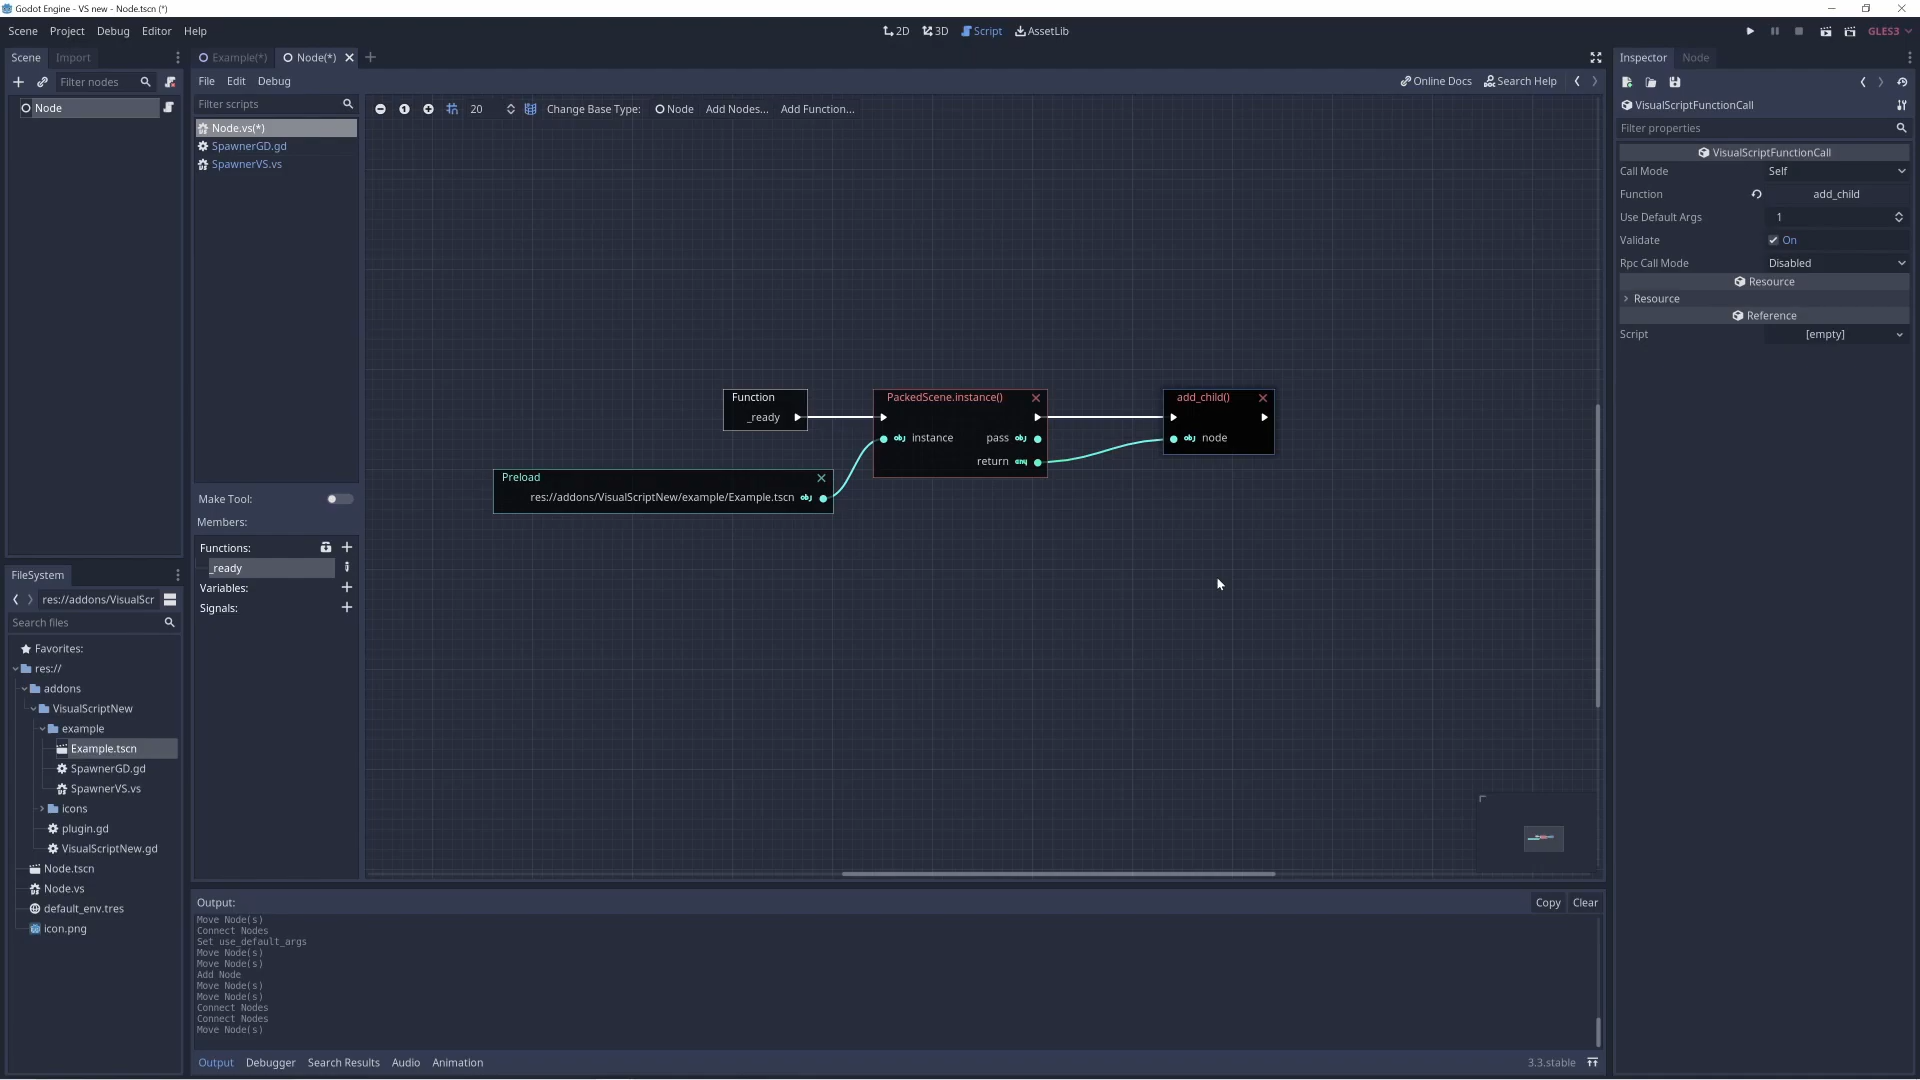 Godot Engine - VS new - Node.tscn (*)
Scene Project Debug Editor Help
2D 3D Script AssetLib
GLES3
Scene Import
Filter nodes
Node
Example(*) Node(*)
File Edit Debug
Online Docs Search Help
Filter scripts
Node.vs(*)
SpawnerGD.gd
SpawnerVS.vs
20 Change Base Type: Node Add Nodes... Add Function...
Function
_ready
PackedScene.instance()
obj instance pass obj
return any
add_child()
obj node
Preload
res://addons/VisualScriptNew/example/Example.tscn obj
Make Tool:
Members:
Functions:
_ready
Variables:
Signals:
FileSystem
res://addons/VisualScr
Search files
Favorites:
res://
addons
VisualScriptNew
example
Example.tscn
SpawnerGD.gd
SpawnerVS.vs
icons
plugin.gd
VisualScriptNew.gd
Node.tscn
Node.vs
default_env.tres
icon.png
Output:
Copy Clear
Move Node(s)
Connect Nodes
Set use_default_args
Move Node(s)
Move Node(s)
Add Node
Move Node(s)
Move Node(s)
Connect Nodes
Connect Nodes
Move Node(s)
Output Debugger Search Results Audio Animation
3.3.stable
Inspector Node
VisualScriptFunctionCall
Filter properties
VisualScriptFunctionCall
Call Mode Self
Function add_child
Use Default Args 1
Validate On
Rpc Call Mode Disabled
Resource
Resource
Reference
Script [empty]